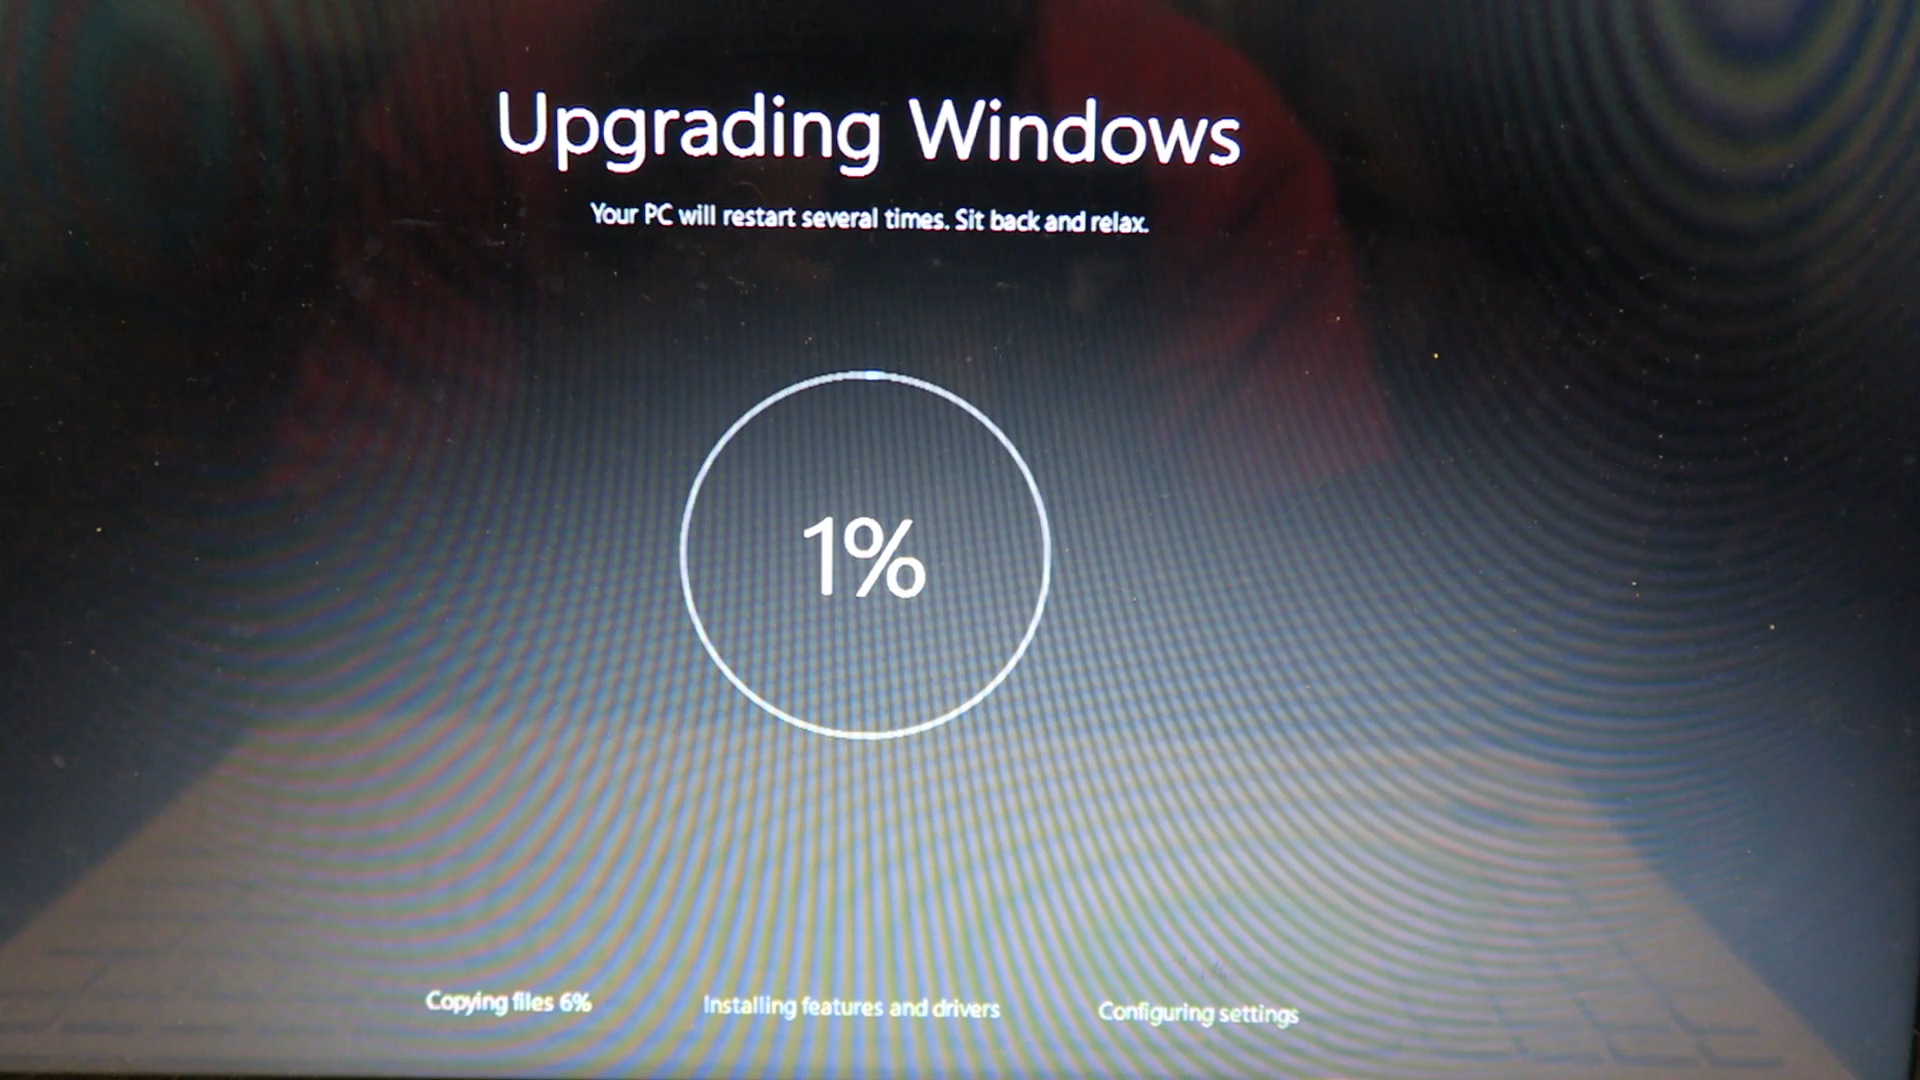 Upgrading Windows
Your PC will restart several times. Sit back and relax.
1%
Copying files 6%
Installing features and drivers
Configuring settings